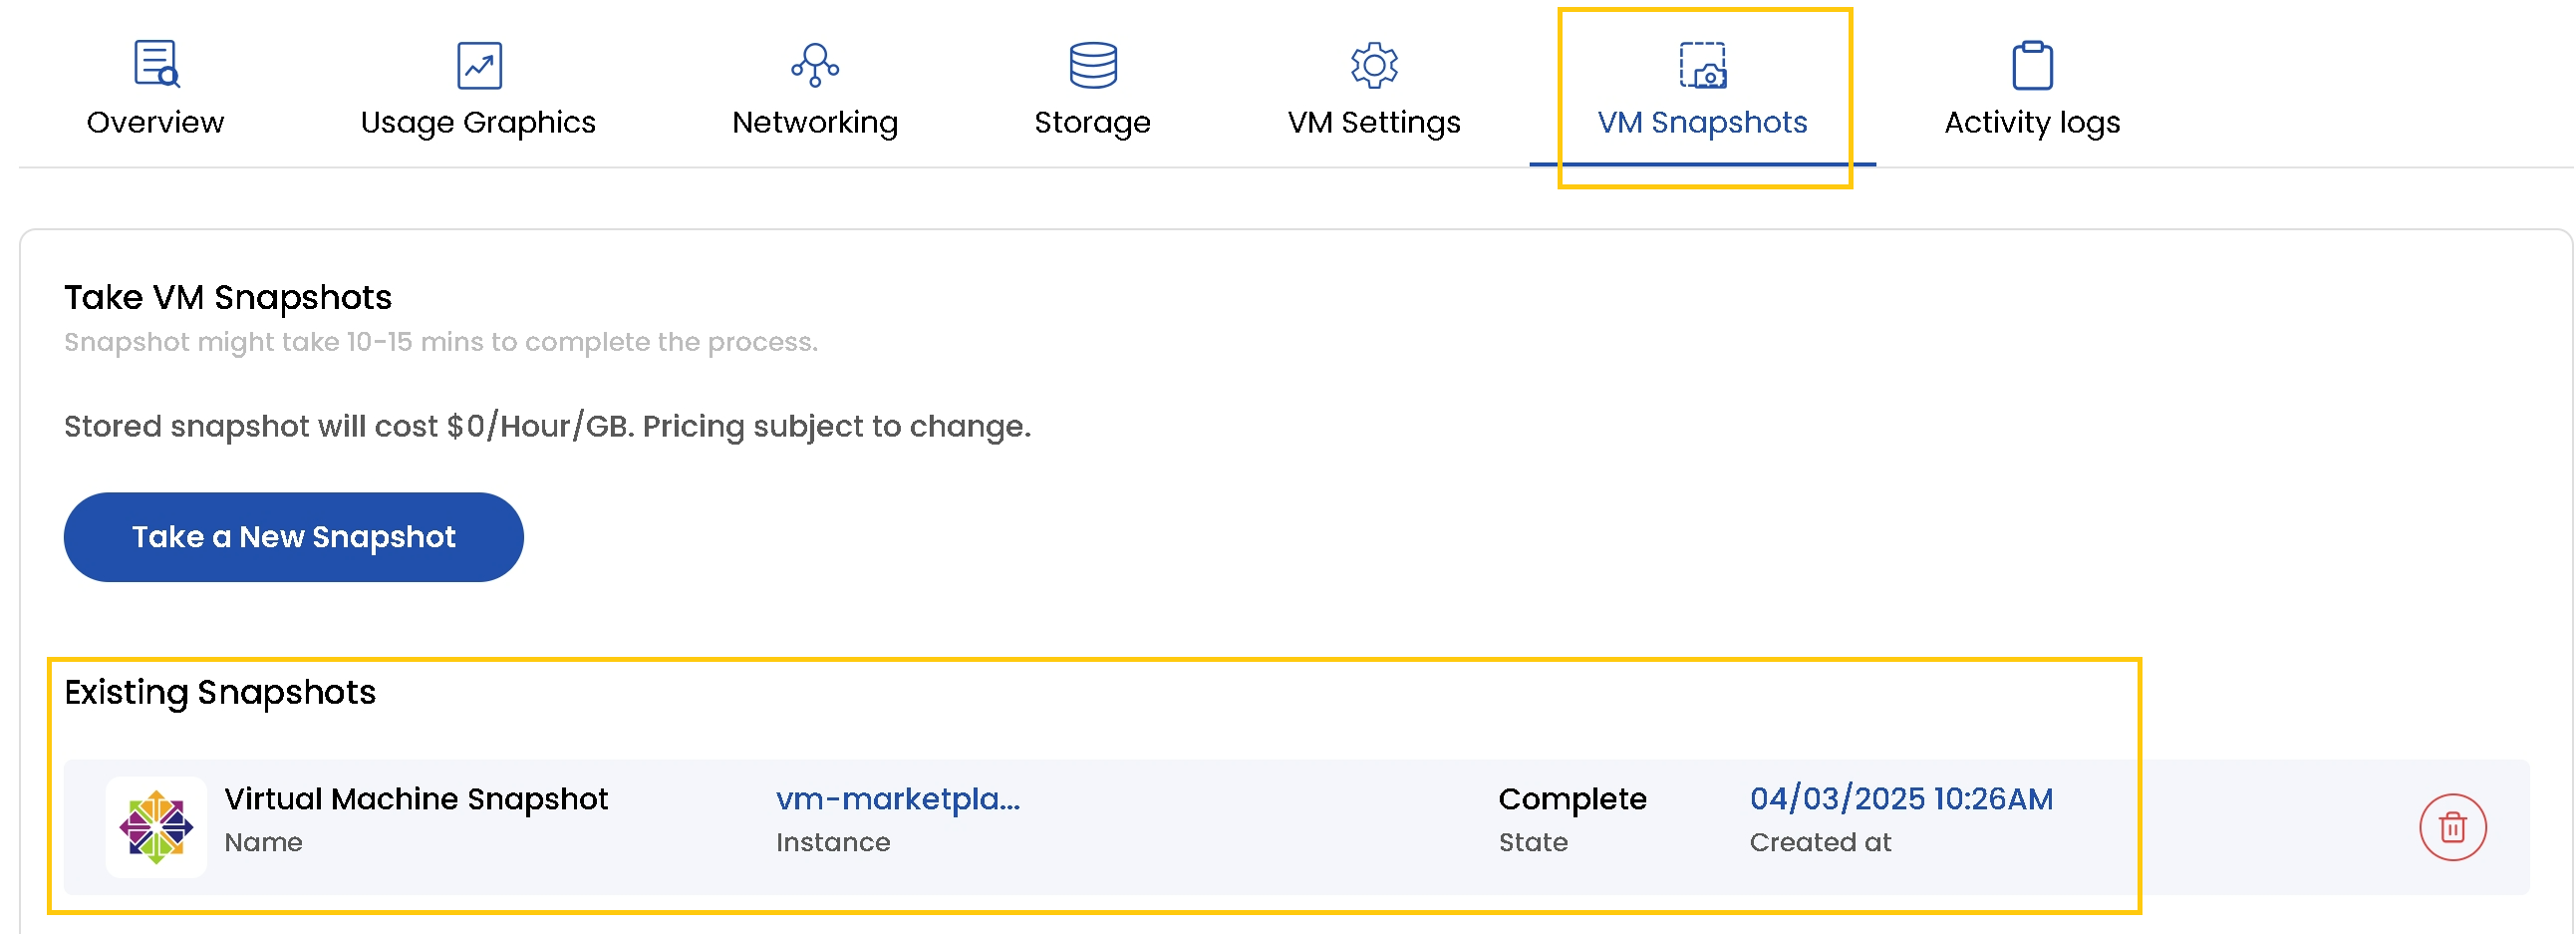 Overview
Usage Graphics
Networking
Storage
VM Settings
VM Snapshots
Activity logs
Take VM Snapshots
Snapshot might take 10-15 mins to complete the process.
Stored snapshot will cost $0/Hour/GB. Pricing subject to change.
Take a New Snapshot
Existing Snapshots
Virtual Machine Snapshot
Name
vm-marketpla...
Instance
Complete
State
04/03/2025 10:26AM
Created at